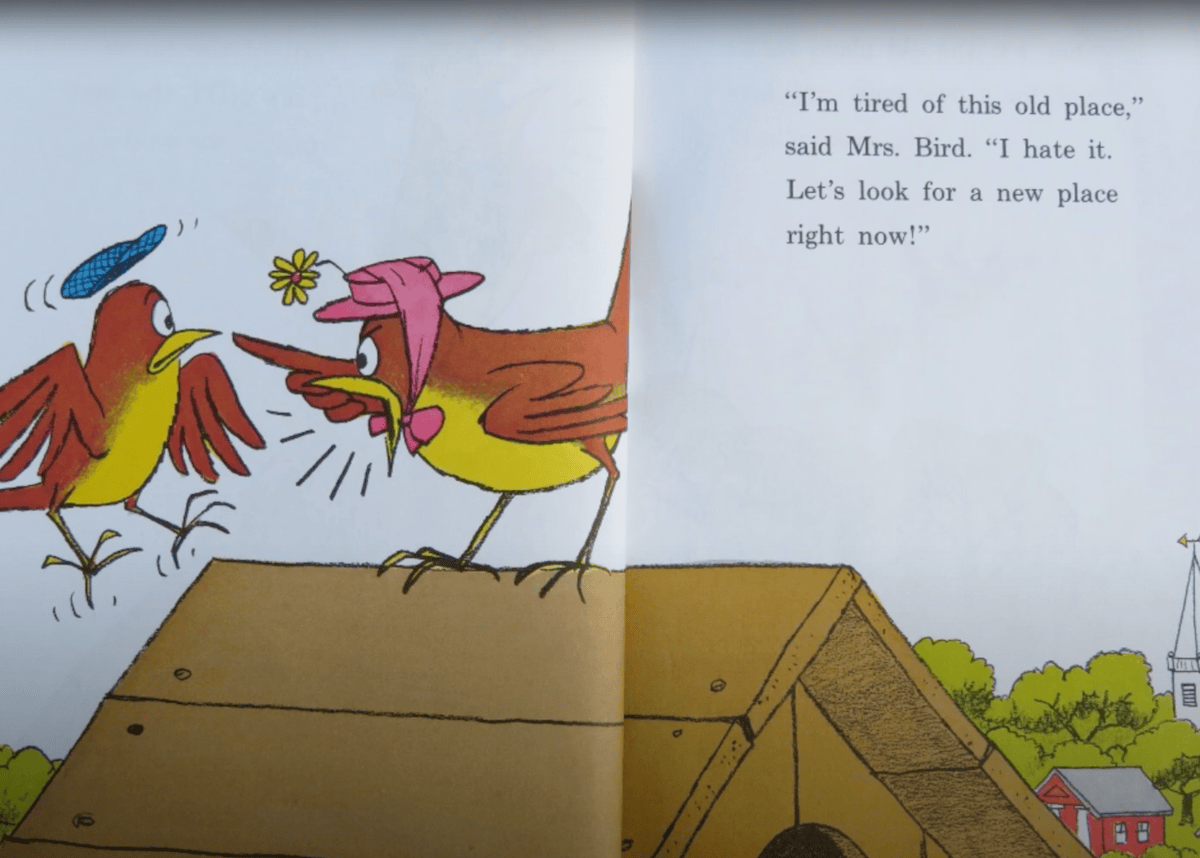 “I’m tired of this old place,”
said Mrs. Bird. “I hate it.
Let’s look for a new place
right now!”